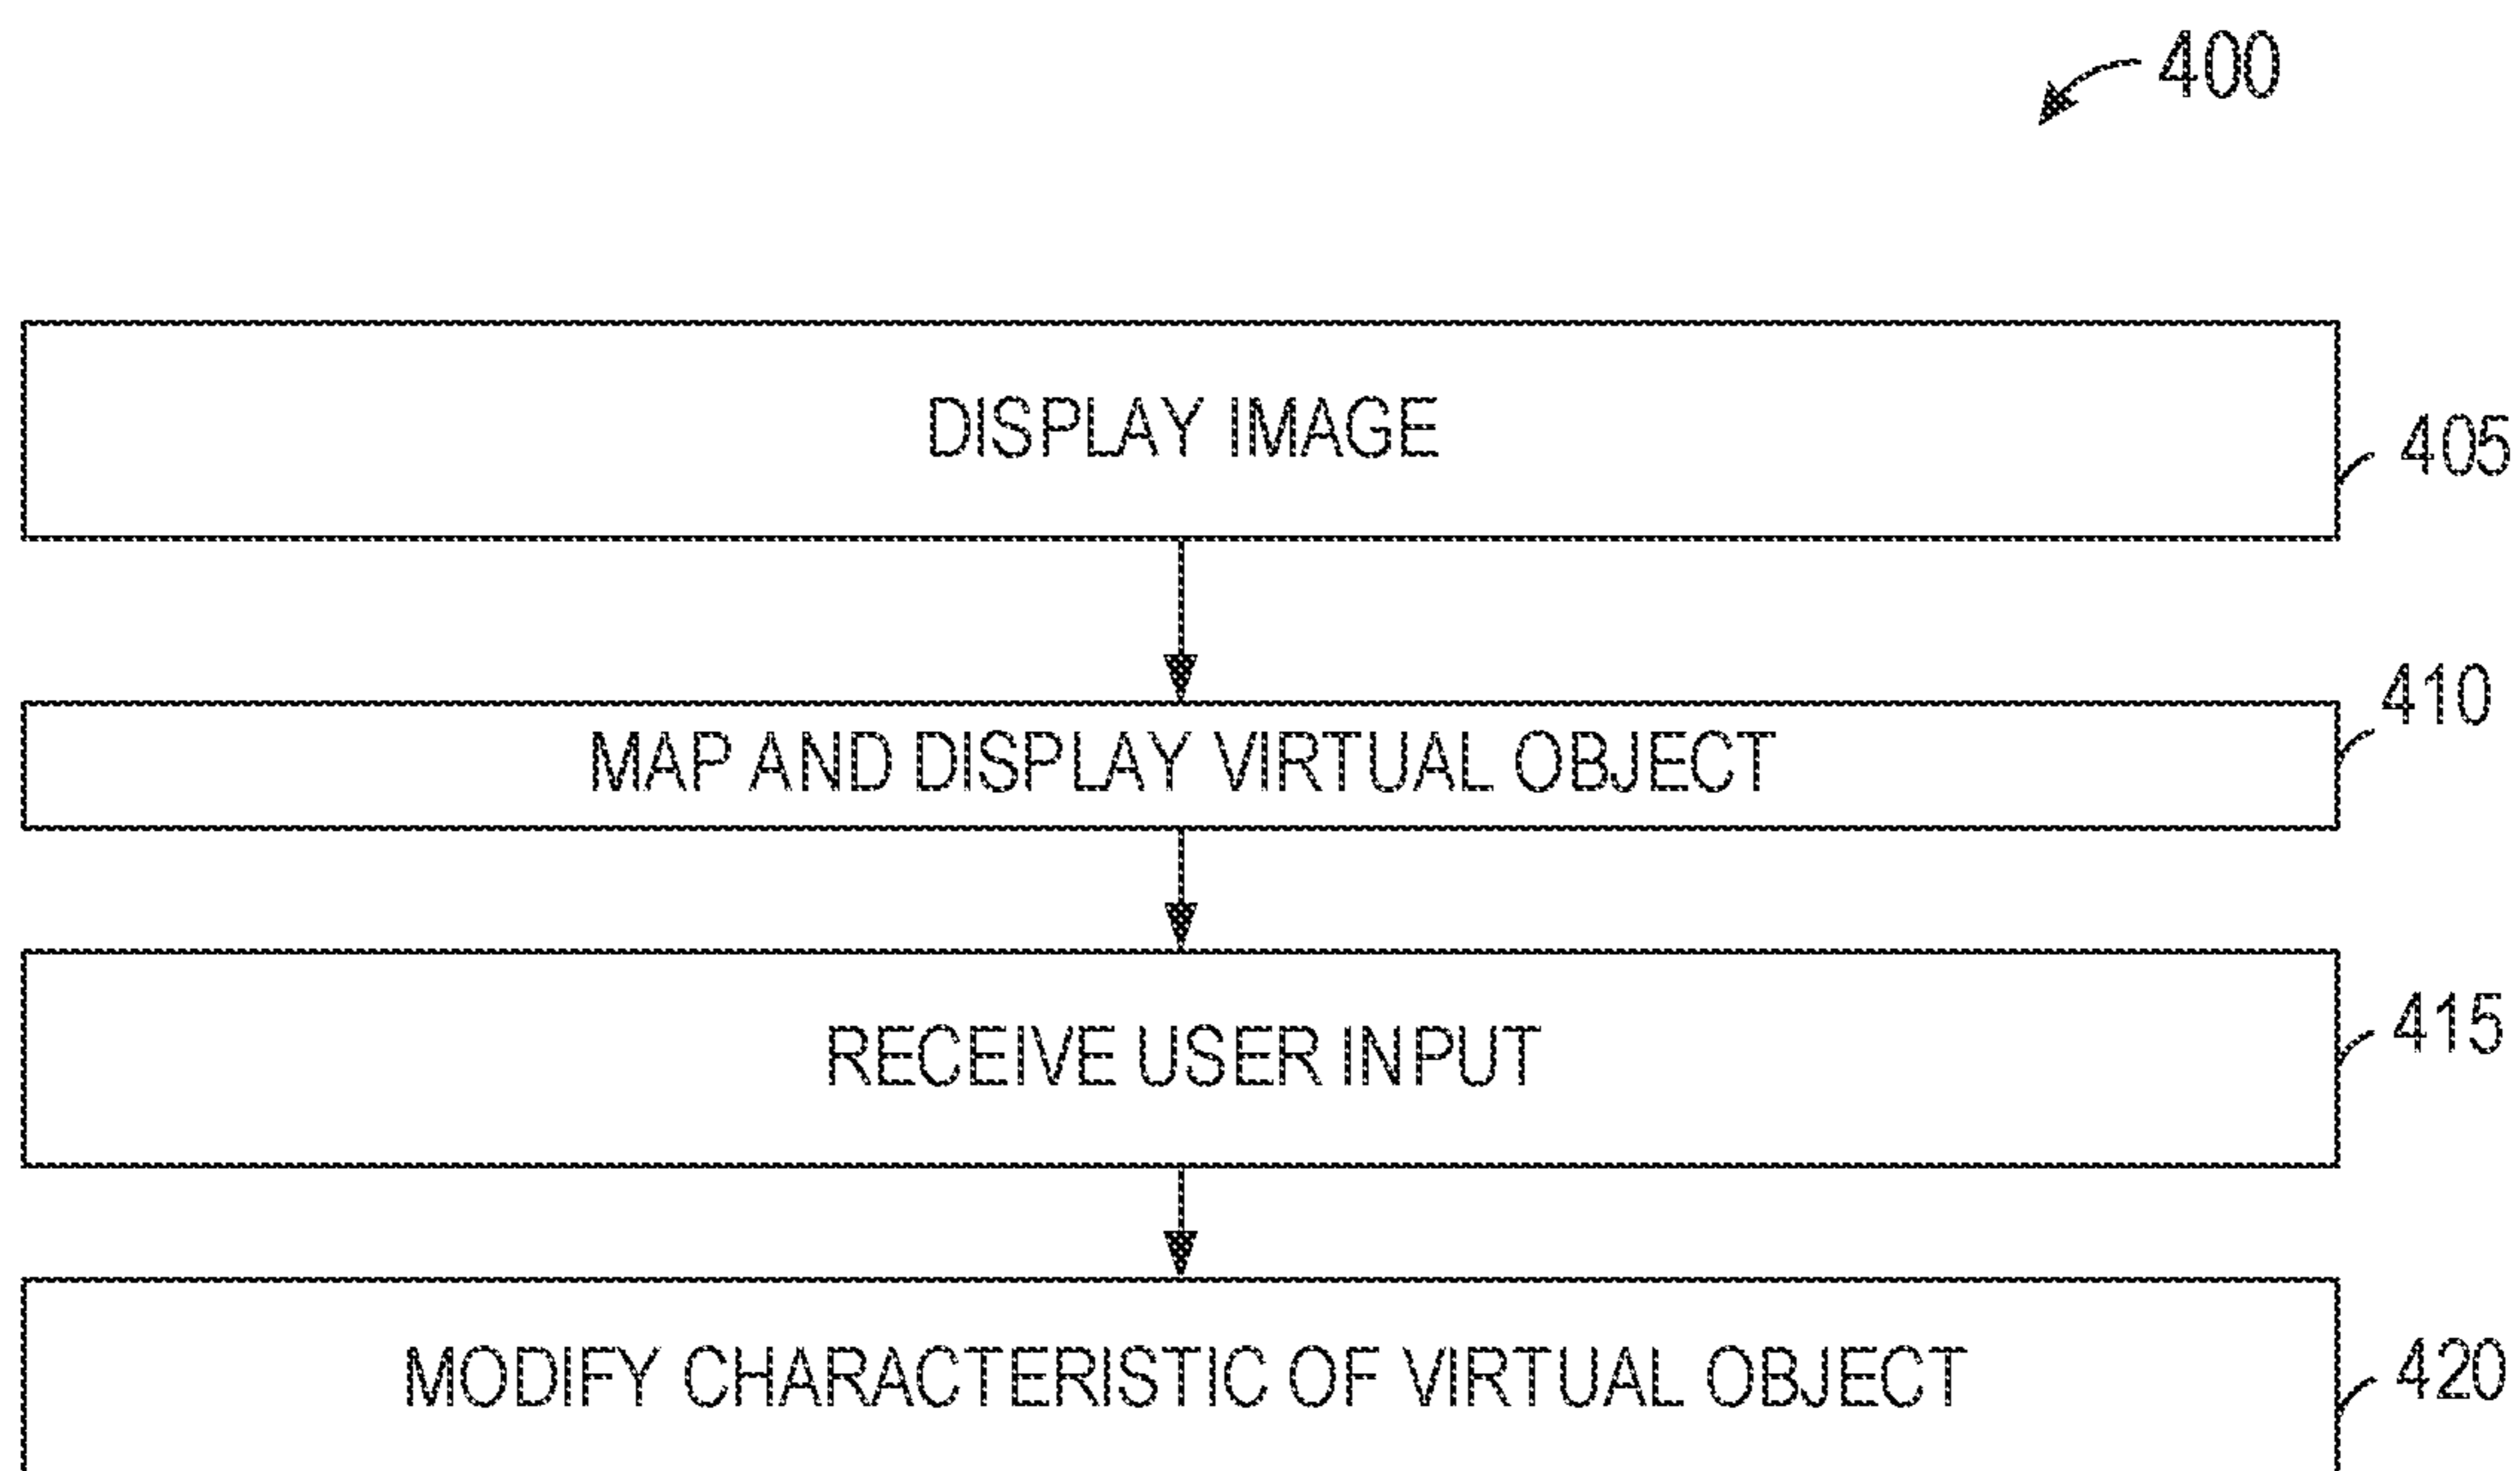 400
DISPLAY IMAGE
405
410
MAP AND DISPLAY VIRTUAL OBJECT
RECEIVE USER INPUT
415
MODIFY CHARACTERISTIC OF VIRTUAL OBJECT
420